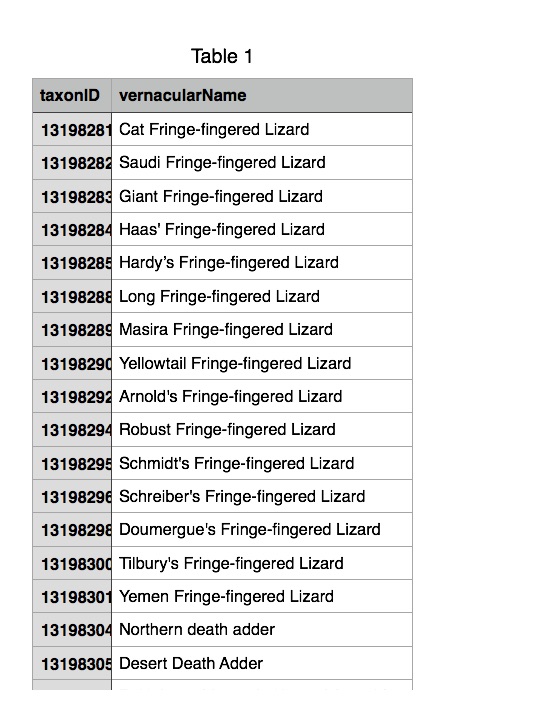 Table 1
taxonID vernacularName
13198281 Cat Fringe-fingered Lizard
13198282 Saudi Fringe-fingered Lizard
13198283 Giant Fringe-fingered Lizard
13198284 Haas' Fringe-fingered Lizard
13198285 Hardy’s Fringe-fingered Lizard
13198288 Long Fringe-fingered Lizard
13198289 Masira Fringe-fingered Lizard
13198290 Yellowtail Fringe-fingered Lizard
13198292 Arnold's Fringe-fingered Lizard
13198294 Robust Fringe-fingered Lizard
13198295 Schmidt's Fringe-fingered Lizard
13198296 Schreiber's Fringe-fingered Lizard
13198298 Doumergue's Fringe-fingered Lizard
13198300 Tilbury's Fringe-fingered Lizard
13198301 Yemen Fringe-fingered Lizard
13198304 Northern death adder
13198305 Desert Death Adder